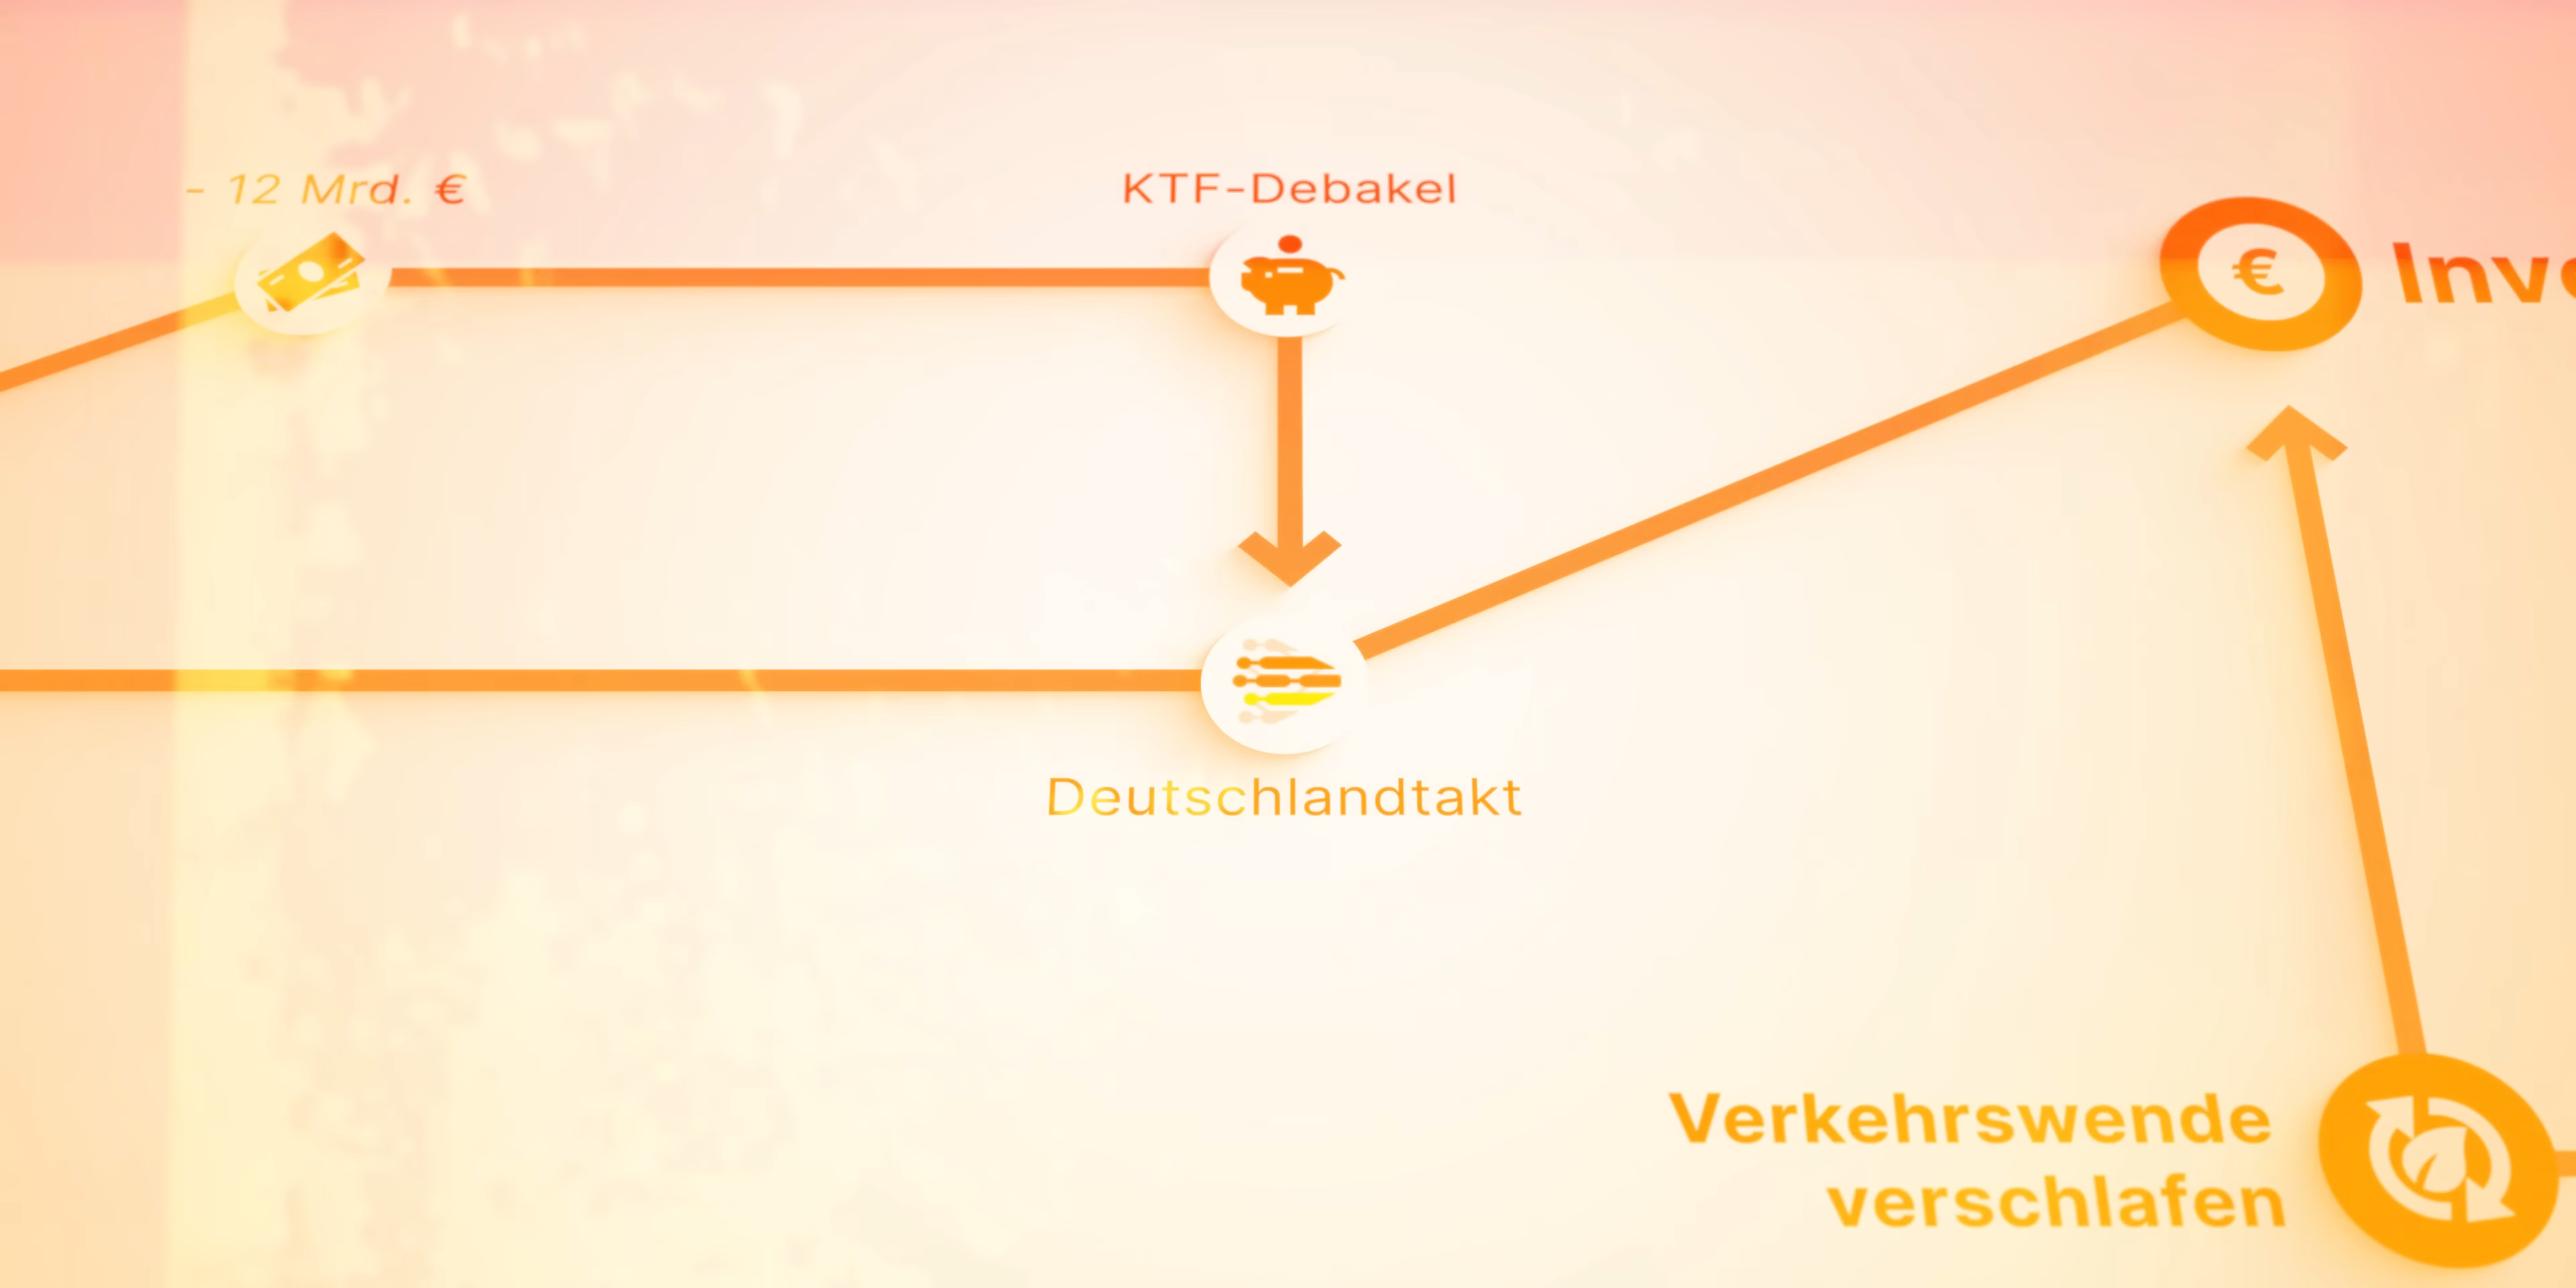 - 12 Mrd. €
KTF-Debakel
€
Deutschlandtakt
Verkehrswende
verschlafen